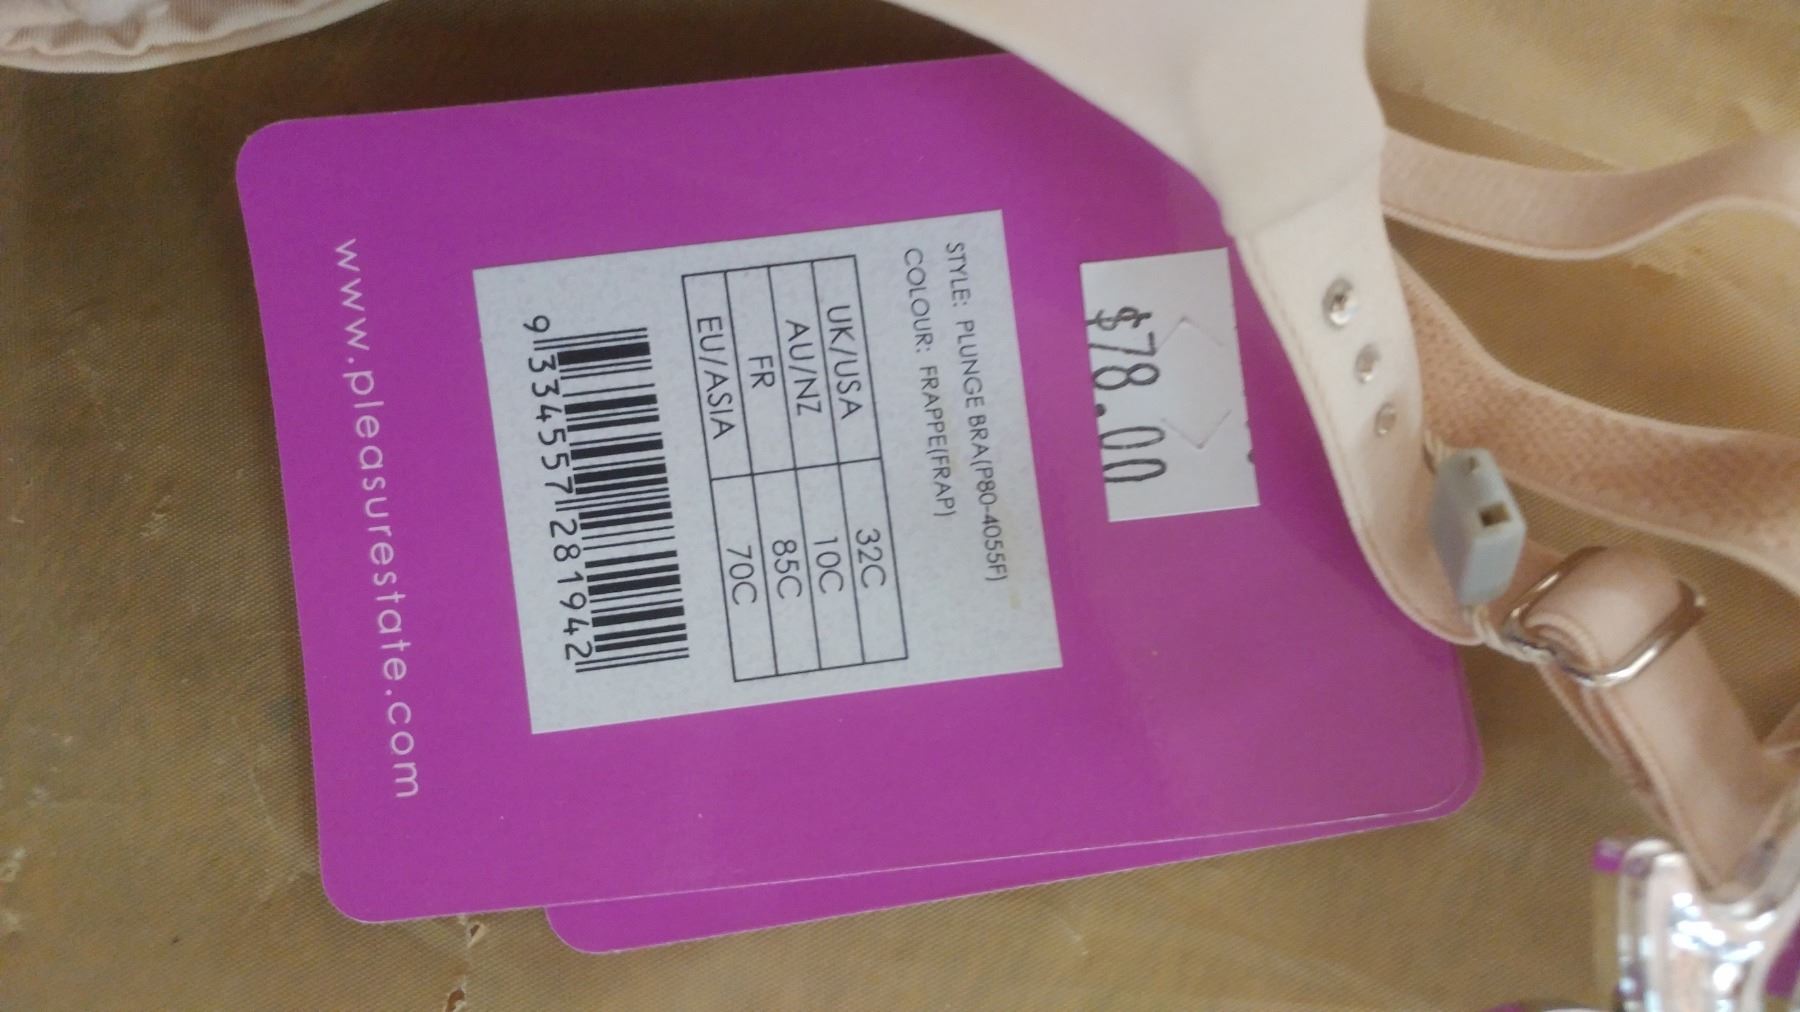 $78.00
STYLE: PLUNGE BRA(P80-4055F)
COLOUR: FRAPPE(FRAP)
UK/USA 32C
AU/NZ 10C
FR 85C
EU/ASIA 70C
9 334557 281942
www.pleasurestate.com